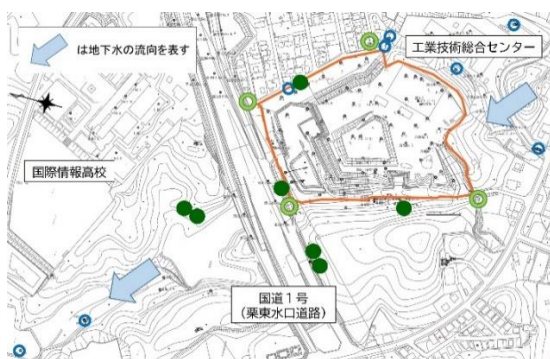 は地下水の流向を表す
工業技術総合センター
国際情報高校
国道1号
(栗東水口道路)